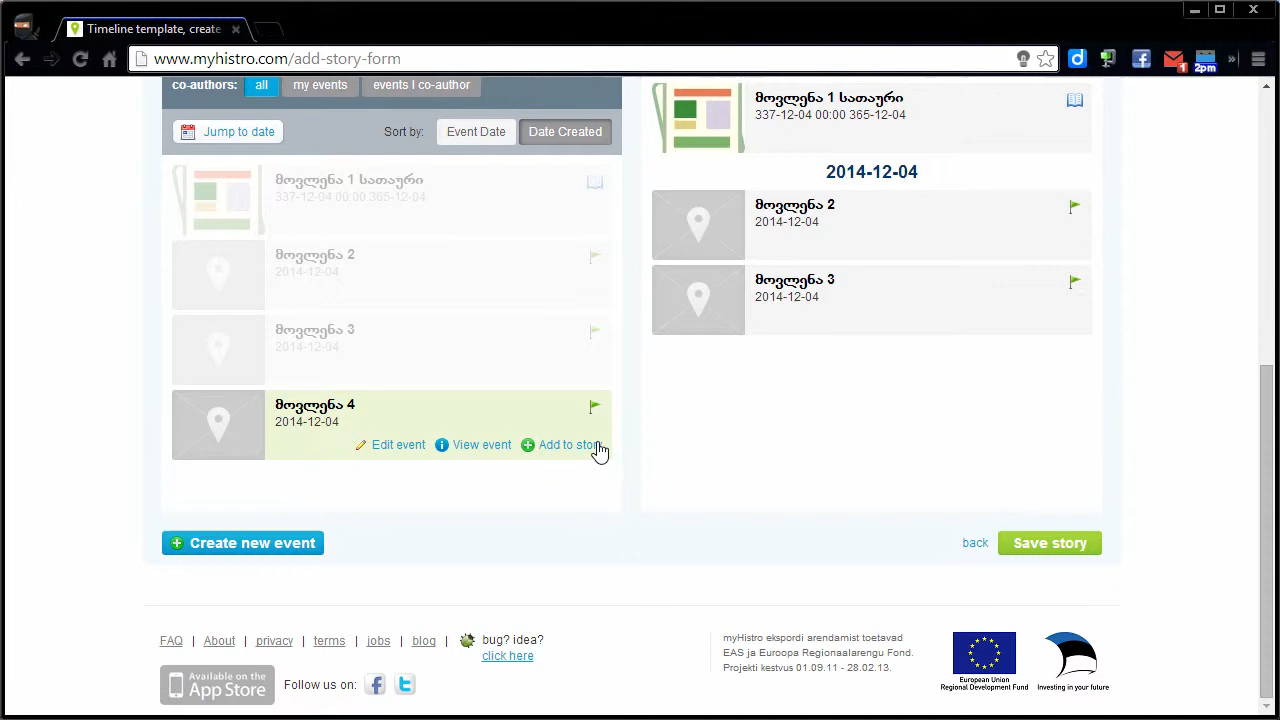 Timeline template, create
www.myhistro.com/add-story-form
2pm
1
co-authors: all my events events I co-author
Jump to date Sort by: Event Date Date Created
მოვლენა 1 სათაური
337-12-04 00:00 365-12-04
მოვლენა 2
2014-12-04
მოვლენა 3
2014-12-04
მოვლენა 4
2014-12-04
Edit event View event Add to story
Create new event
მოვლენა 1 სათაური
337-12-04 00:00 365-12-04
2014-12-04
მოვლენა 2
2014-12-04
მოვლენა 3
2014-12-04
back Save story
FAQ About privacy terms jobs blog bug? idea?
click here
Available on the
App Store
Follow us on:
myHistro ekspordi arendamist toetavad
EAS ja Euroopa Regionaalarengu Fond.
Projekti kestvus 01.09.11 - 28.02.13.
European Union
Regional Development Fund
Investing in your future